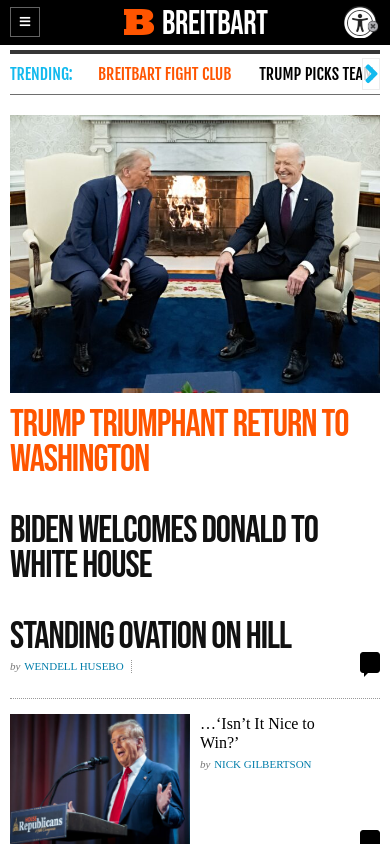 BREITBART
TRENDING:
BREITBART FIGHT CLUB
TRUMP PICKS TEA
TRUMP TRIUMPHANT RETURN TO
WASHINGTON
BIDEN WELCOMES DONALD TO
WHITE HOUSE
STANDING OVATION ON HILL
by WENDELL HUSEBO
…‘Isn’t It Nice to
Win?’
by NICK GILBERTSON
Republicans